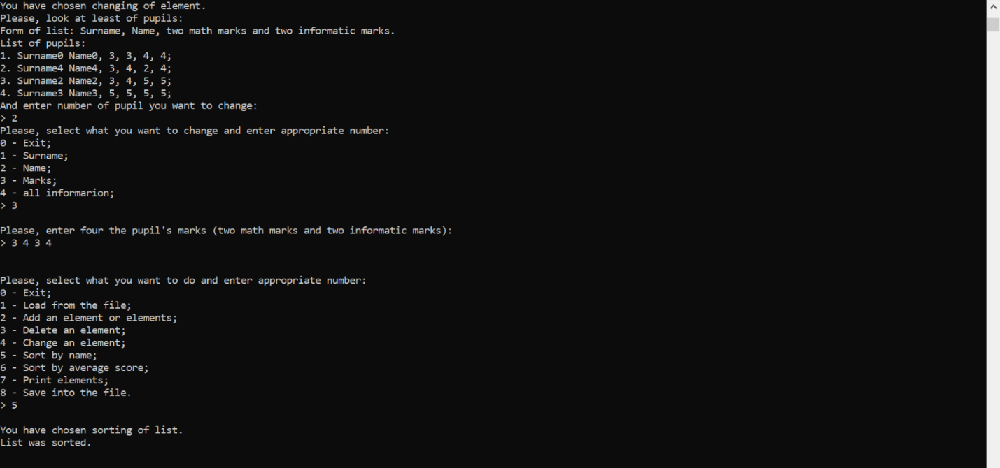 You have chosen changing of element.
Please, look at least of pupils:
Form of list: Surname, Name, two math marks and two informatic marks.
List of pupils:
1. Surname0 Name0, 3, 3, 4, 4;
2. Surname4 Name4, 3, 4, 2, 4;
3. Surname2 Name2, 3, 4, 5, 5;
4. Surname3 Name3, 5, 5, 5, 5;
And enter number of pupil you want to change:
> 2
Please, select what you want to change and enter appropriate number:
0 - Exit;
1 - Surname;
2 - Name;
3 - Marks;
4 - all informarion;
> 3
Please, enter four the pupil's marks (two math marks and two informatic marks):
> 3 4 3 4
Please, select what you want to do and enter appropriate number:
0 - Exit;
1 - Load from the file;
2 - Add an element or elements;
3 - Delete an element;
4 - Change an element;
5 - Sort by name;
6 - Sort by average score;
7 - Print elements;
8 - Save into the file.
> 5
You have chosen sorting of list.
List was sorted.